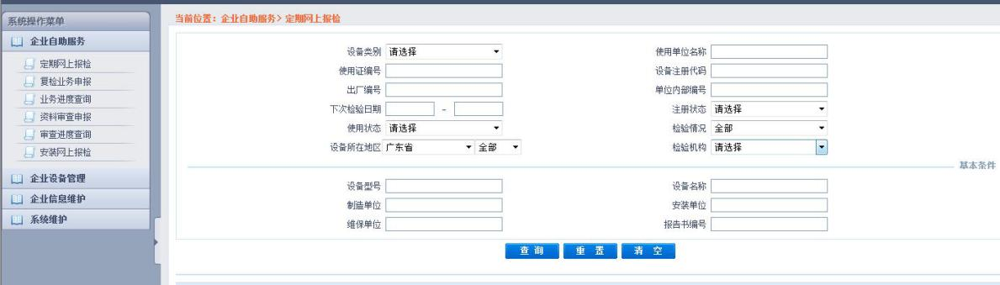 系统操作菜单
企业自助服务
定期网上报检
复检业务申报
业务进度查询
资料审查申报
审查进度查询
安装网上报检
企业设备管理
企业信息维护
系统维护
当前位置：企业自助服务> 定期网上报检
设备类别 请选择 使用单位名称
使用证编号 设备注册代码
出厂编号 单位内部编号
下次检验日期 - 注册状态 请选择
使用状态 请选择 检验情况 全部
设备所在地区 广东省 全部 检验机构 请选择
基本条件
设备型号 设备名称
制造单位 安装单位
维保单位 报告书编号
查 询 重 置 清 空